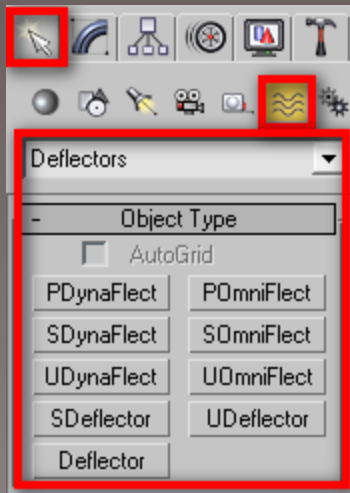 Deflectors
- Object Type
AutoGrid
PDynaFlect POmniFlect
SDynaFlect SOmniFlect
UDynaFlect UOmniFlect
SDeflector UDeflector
Deflector